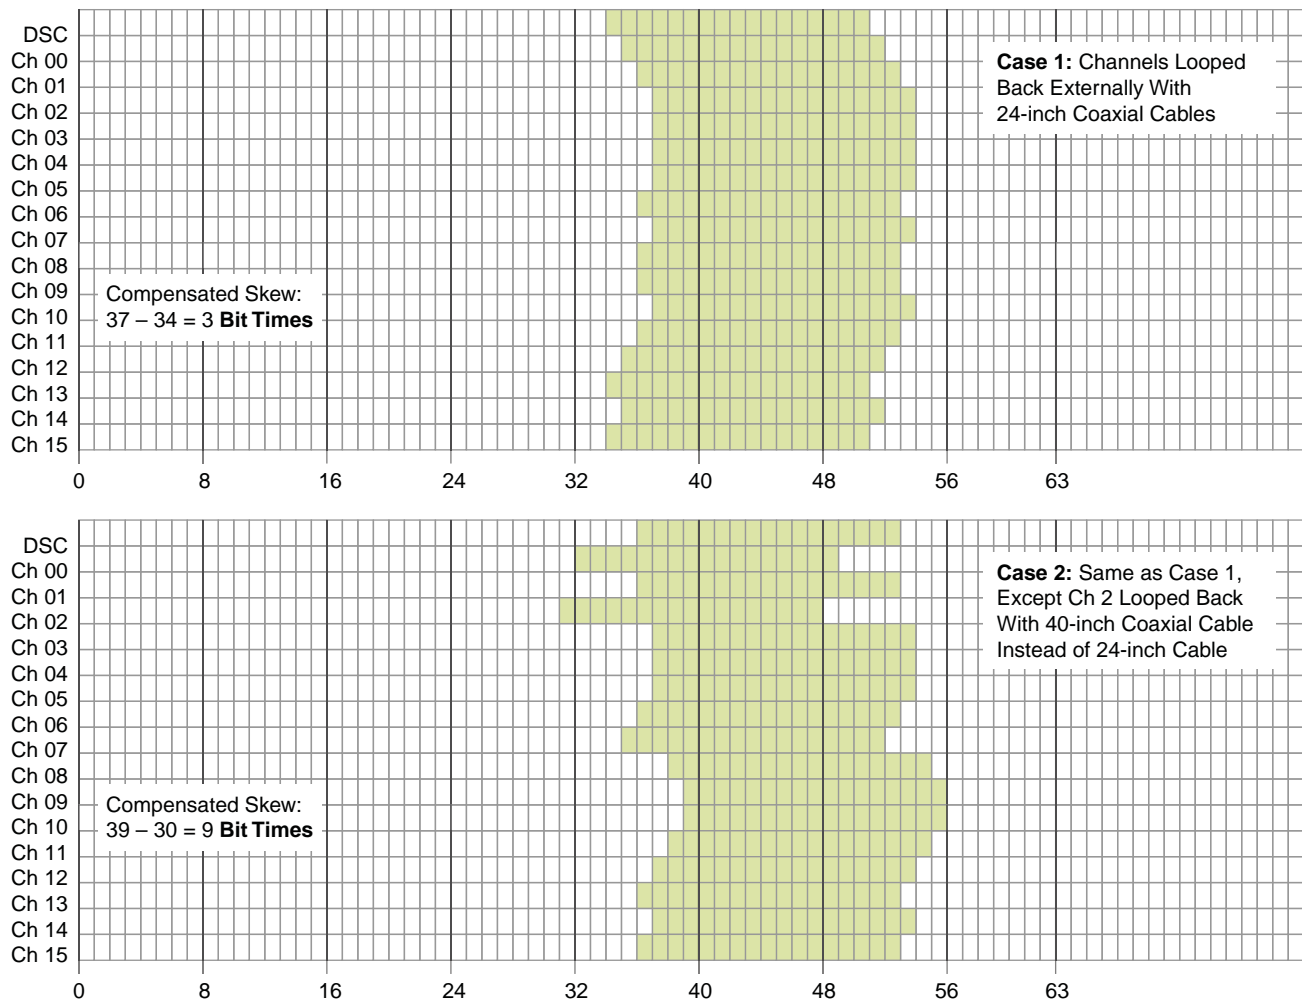 DSC
Ch 00
Ch 01
Ch 02
Ch 03
Ch 04
Ch 05
Ch 06
Ch 07
Ch 08
Ch 09
Ch 10
Ch 11
Ch 12
Ch 13
Ch 14
Ch 15
Case 1: Channels Looped
Back Externally With
24-inch Coaxial Cables
Compensated Skew:
37 – 34 = 3 Bit Times
0 8 16 24 32 40 48 56 63
DSC
Ch 00
Ch 01
Ch 02
Ch 03
Ch 04
Ch 05
Ch 06
Ch 07
Ch 08
Ch 09
Ch 10
Ch 11
Ch 12
Ch 13
Ch 14
Ch 15
Case 2: Same as Case 1,
Except Ch 2 Looped Back
With 40-inch Coaxial Cable
Instead of 24-inch Cable
Compensated Skew:
39 – 30 = 9 Bit Times
0 8 16 24 32 40 48 56 63